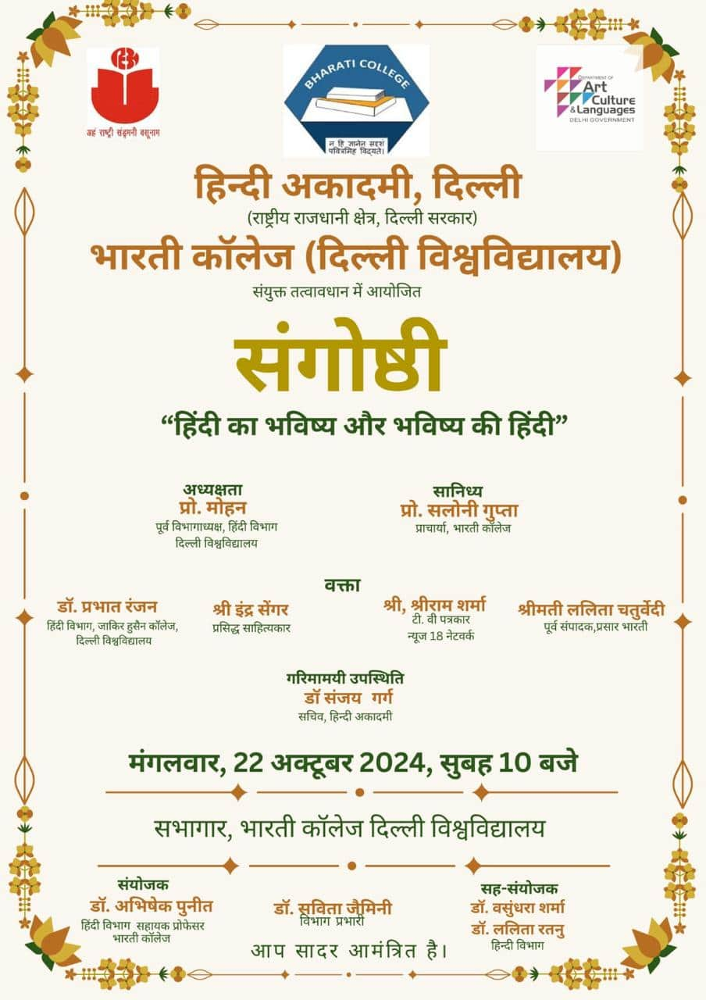 अहं राष्ट्री संङ्गमनी वसूनाम
BHARATI COLLEGE
न हि ज्ञानेन सदृशं
पवित्रमिह विद्यते।
DEPARTMENT OF
Art
Culture
& Languages
DELHI GOVERNMENT
हिन्दी अकादमी, दिल्ली
(राष्ट्रीय राजधानी क्षेत्र, दिल्ली सरकार)
भारती कॉलेज (दिल्ली विश्वविद्यालय)
संयुक्त तत्वावधान में आयोजित
संगोष्ठी
“हिंदी का भविष्य और भविष्य की हिंदी”
अध्यक्षता
प्रो. मोहन
पूर्व विभागाध्यक्ष, हिंदी विभाग
दिल्ली विश्वविद्यालय
सानिध्य
प्रो. सलोनी गुप्ता
प्राचार्या, भारती कॉलेज
वक्ता
डॉ. प्रभात रंजन
हिंदी विभाग, जाकिर हुसैन कॉलेज,
दिल्ली विश्वविद्यालय
श्री इंद्र सेंगर
प्रसिद्ध साहित्यकार
श्री, श्रीराम शर्मा
टी. वी पत्रकार
न्यूज 18 नेटवर्क
श्रीमती ललिता चतुर्वेदी
पूर्व संपादक,प्रसार भारती
गरिमामयी उपस्थिति
डॉ संजय गर्ग
सचिव, हिन्दी अकादमी
मंगलवार, 22 अक्टूबर 2024, सुबह 10 बजे
सभागार, भारती कॉलेज दिल्ली विश्वविद्यालय
संयोजक
डॉ. अभिषेक पुनीत
हिंदी विभाग सहायक प्रोफेसर
भारती कॉलेज
डॉ. सविता जैमिनी
विभाग प्रभारी
सह-संयोजक
डॉ. वसुंधरा शर्मा
डॉ. ललिता रतनु
हिन्दी विभाग
आप सादर आमंत्रित है।